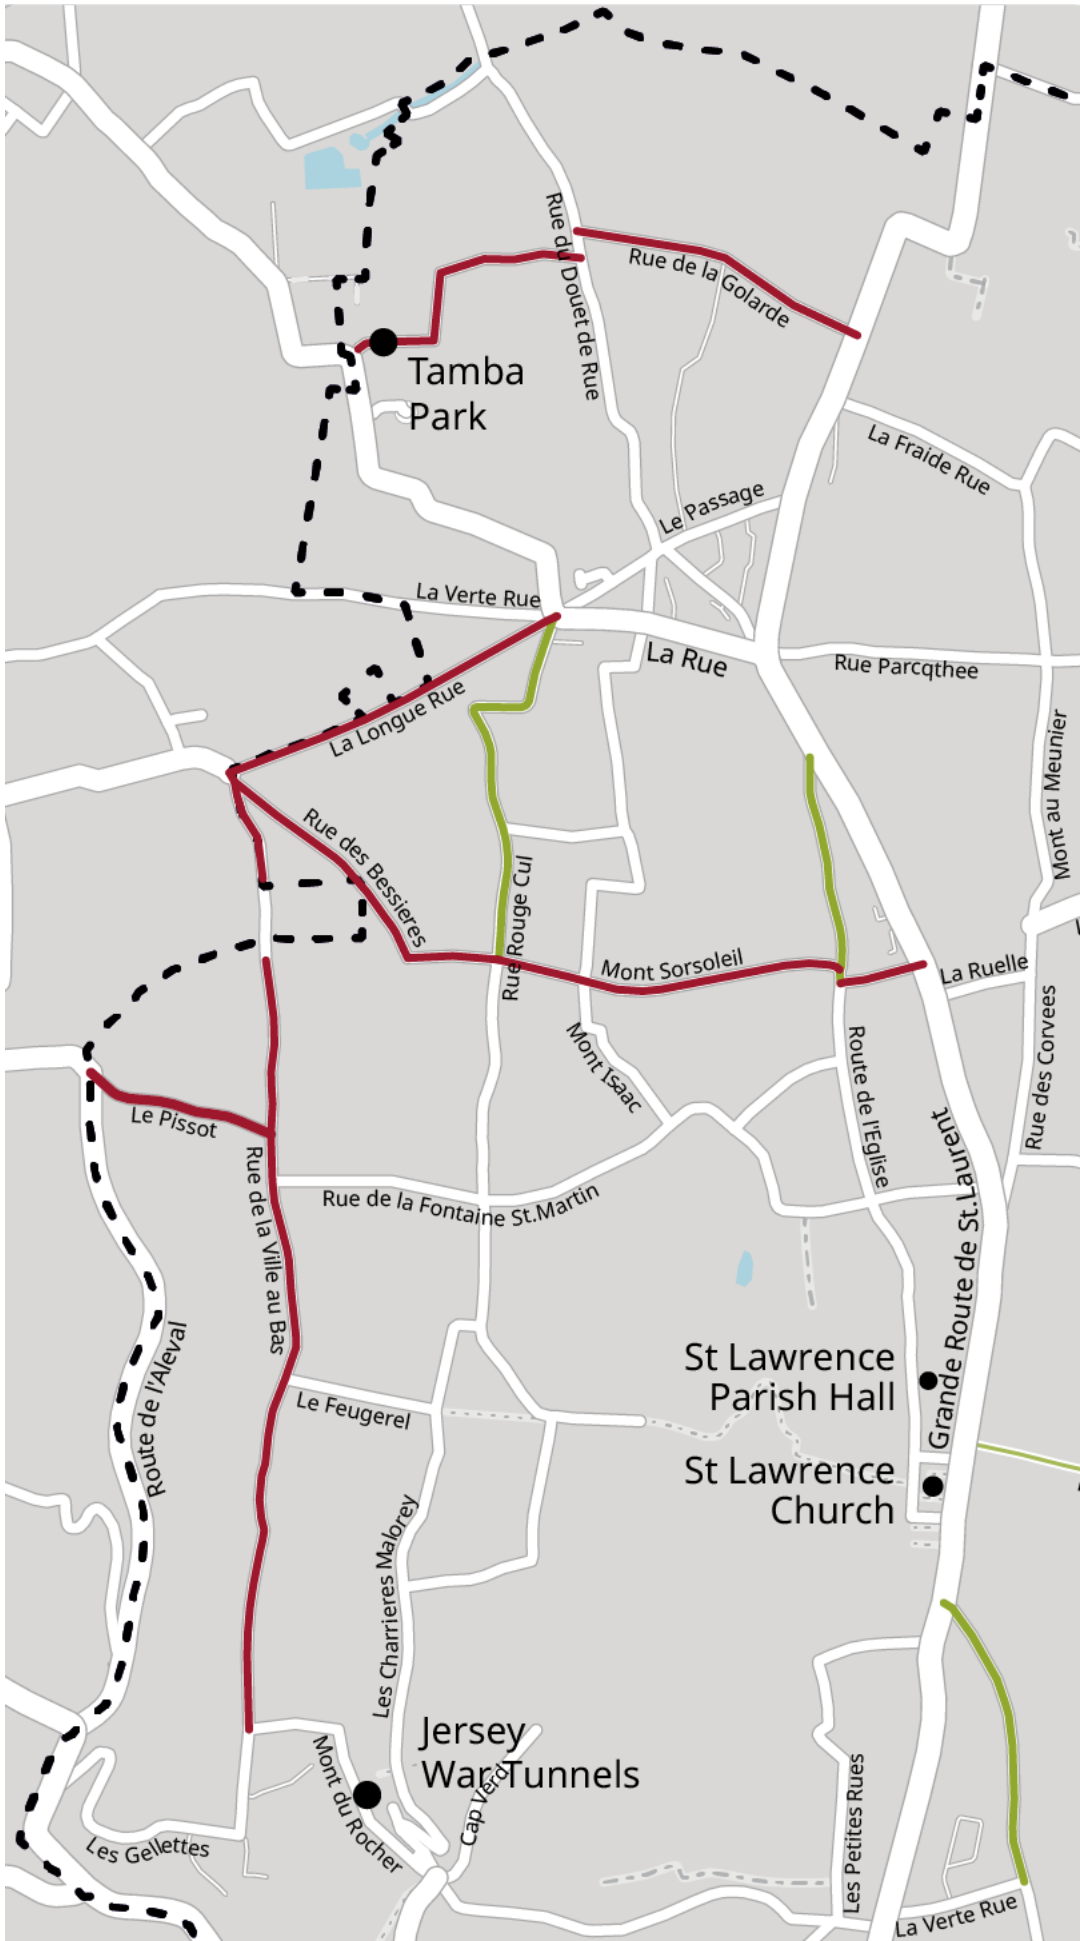 Rue du Douet de Rue
Rue de la Golarde
Tamba
Park
La Fraide Rue
Le Passage
La Verte Rue
La Rue
Rue Parcqthee
La Longue Rue
Mont au Meunier
Rue des Bessieres
Rue Rouge Cul
Mont Sorsoleil
La Ruelle
Mont Isaac
Rue des Corvees
Route de l'Eglise
Le Pissot
Rue de la Ville au Bas
Rue de la Fontaine St.Martin
Grande Route de St.Laurent
Route de l'Aleval
St Lawrence
Parish Hall
Le Feugerel
St Lawrence
Church
Les Charrieres Malorey
Jersey
War Tunnels
Mont du Rocher
Cap Verd
Les Petites Rues
Les Gellettes
La Verte Rue